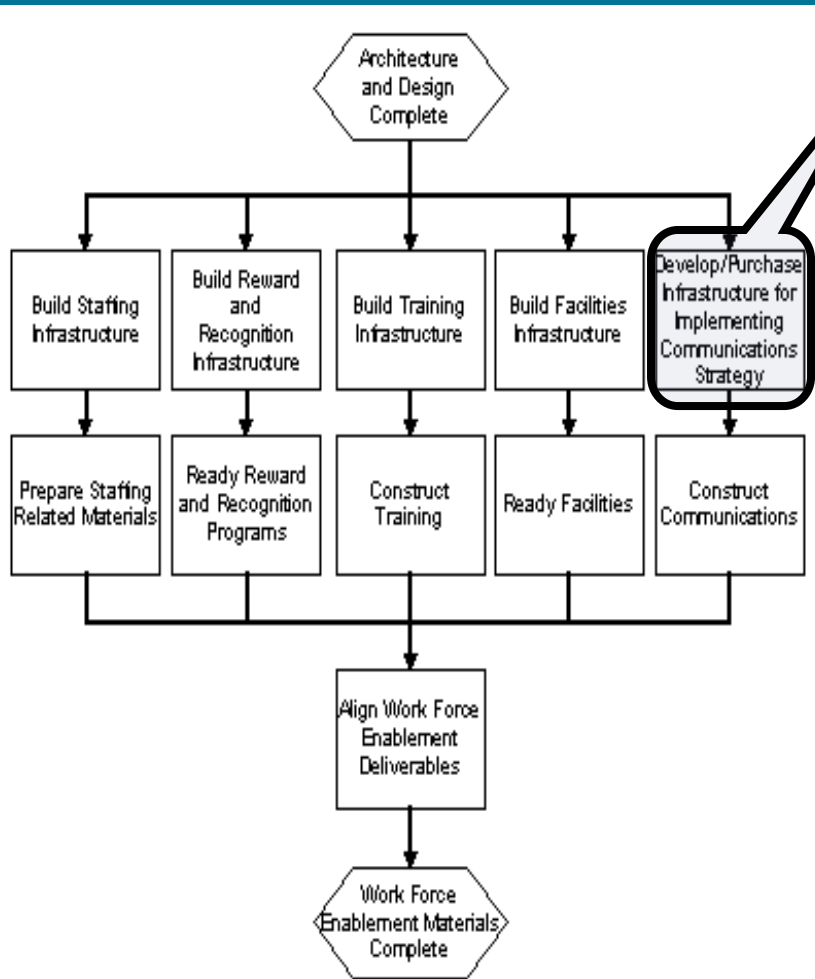 Architecture
and Design
Complete
Build Staffing
Infrastructure
Build Reward
and
Recognition
Infrastructure
Build Training
Infrastructure
Build Facilities
Infrastructure
Develop/Purchase
Infrastructure for
Implementing
Communications
Strategy
Prepare Staffing
Related Materials
Ready Reward
and Recognition
Programs
Construct
Training
Ready Facilities
Construct
Communications
Align Work Force
Enablement
Deliverables
Work Force
Enablement Materials
Complete